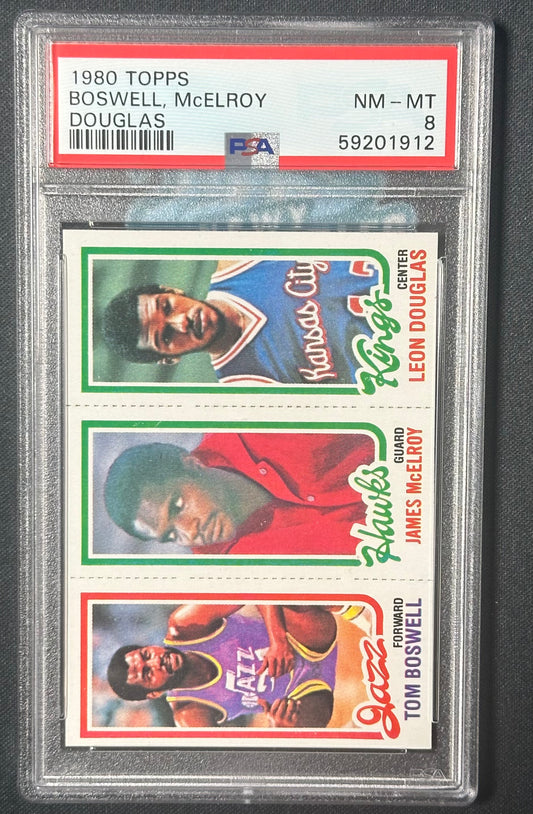 1980 TOPPS
BOSWELL, McELROY
DOUGLAS
NM - MT
8
59201912
PSA
Kansas City
Kings
CENTER
LEON DOUGLAS
Hawks
GUARD
JAMES McELROY
JAZZ
Jazz
FORWARD
TOM BOSWELL
PSA